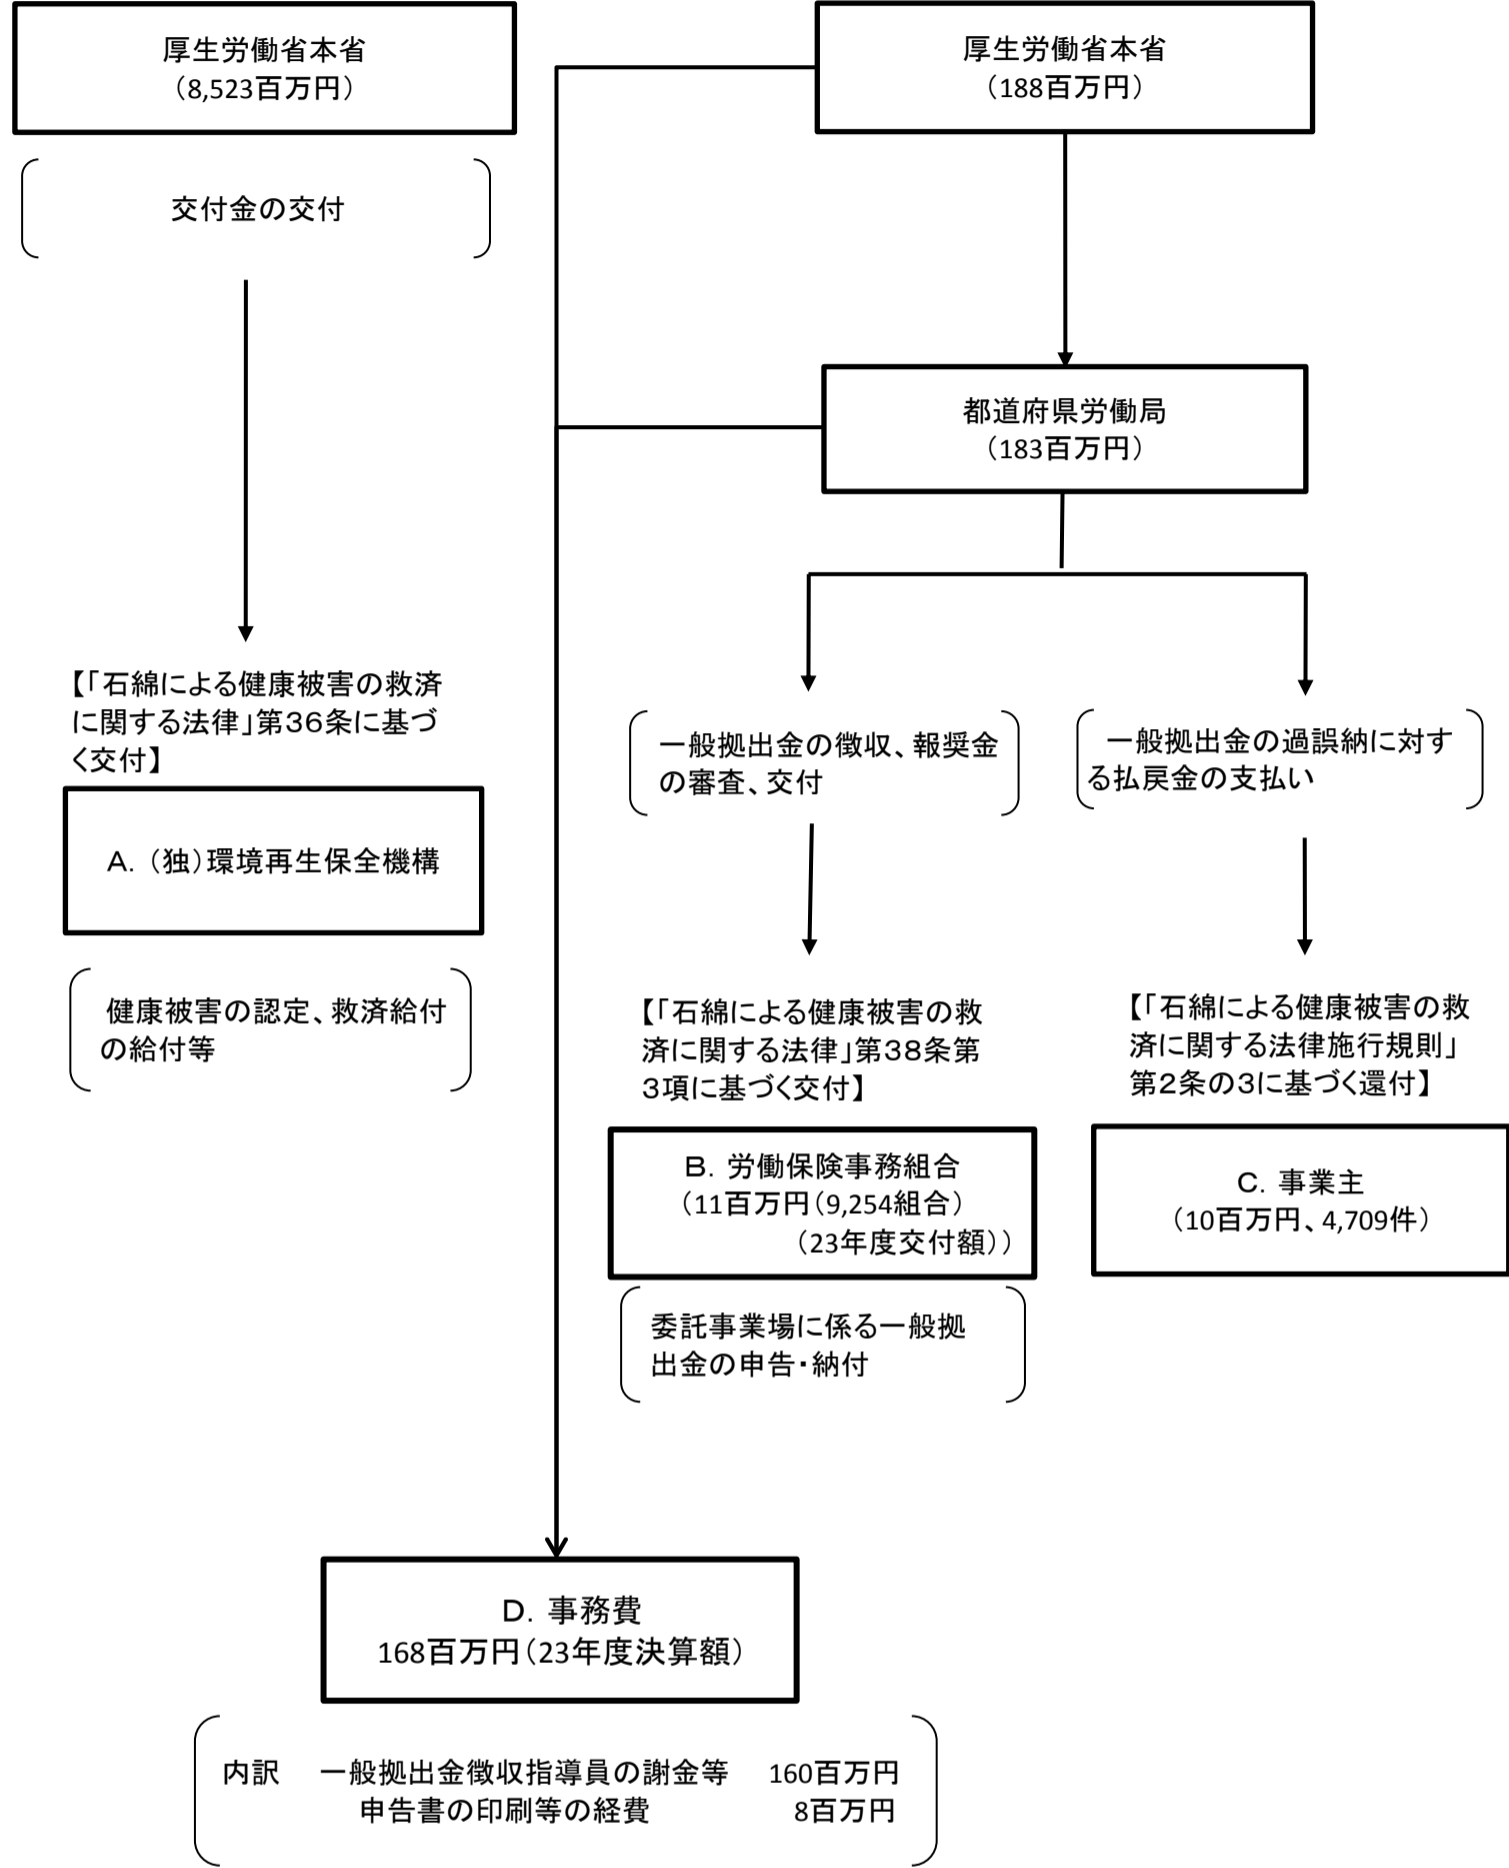 厚生労働省本省
（8,523百万円）
交付金の交付
【「石綿による健康被害の救済
に関する法律」第３６条に基づ
く交付】
Ａ．（独）環境再生保全機構
健康被害の認定、救済給付
の給付等
厚生労働省本省
（188百万円）
都道府県労働局
（183百万円）
一般拠出金の徴収、報奨金
の審査、交付
【「石綿による健康被害の救
済に関する法律」第３８条第
３項に基づく交付】
Ｂ．労働保険事務組合
（11百万円（9,254組合）
（23年度交付額））
委託事業場に係る一般拠
出金の申告・納付
一般拠出金の過誤納に対す
る払戻金の支払い
【「石綿による健康被害の救
済に関する法律施行規則」
第２条の３に基づく還付】
Ｃ．事業主
（10百万円、4,709件）
Ｄ．事務費
168百万円（23年度決算額）
内訳　一般拠出金徴収指導員の謝金等　160百万円
申告書の印刷等の経費　8百万円